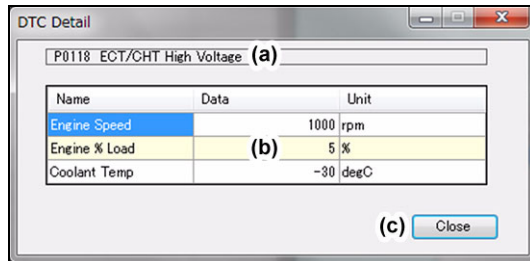 DTC Detail
P0118 ECT/CHT High Voltage (a)
Name Data Unit
Engine Speed 1000 rpm
Engine % Load (b) 5 %
Coolant Temp -30 degC
(c) Close